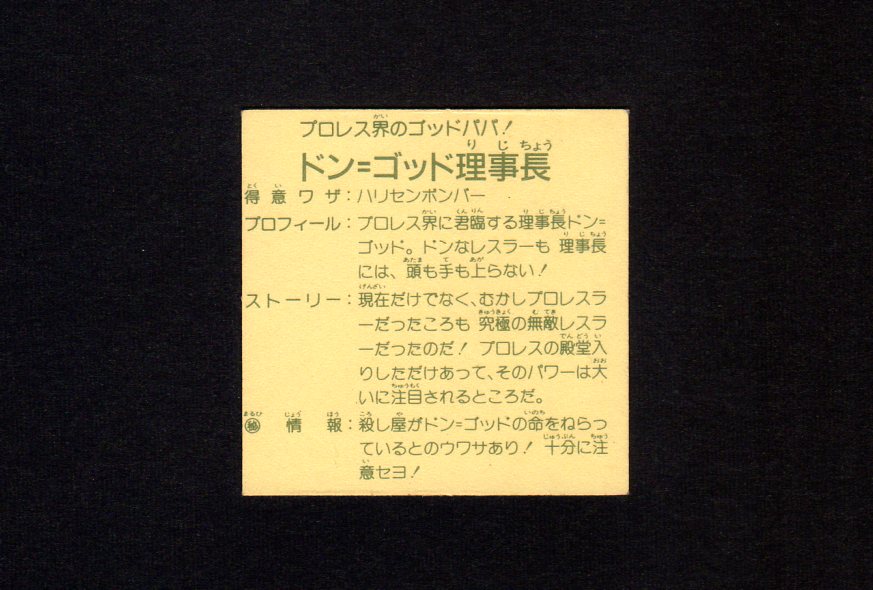 プロレス界のゴッドパパ！
ドン=ゴッド理事長
得意ワザ：ハリセンボンバー
プロフィール：プロレス界に君臨する理事長ドン=
ゴッド。ドンなレスラーも 理事長
には、頭も手も上らない！
ストーリー：現在だけでなく、むかしプロレスラ
ーだったころも 究極の無敵レスラ
ーだったのだ！ プロレスの殿堂入
りしただけあって、そのパワーは大
いに注目されるところだ。
㊙情報：殺し屋がドン=ゴッドの命をねらっ
ているとのウワサあり！ 十分に注
意セヨ！